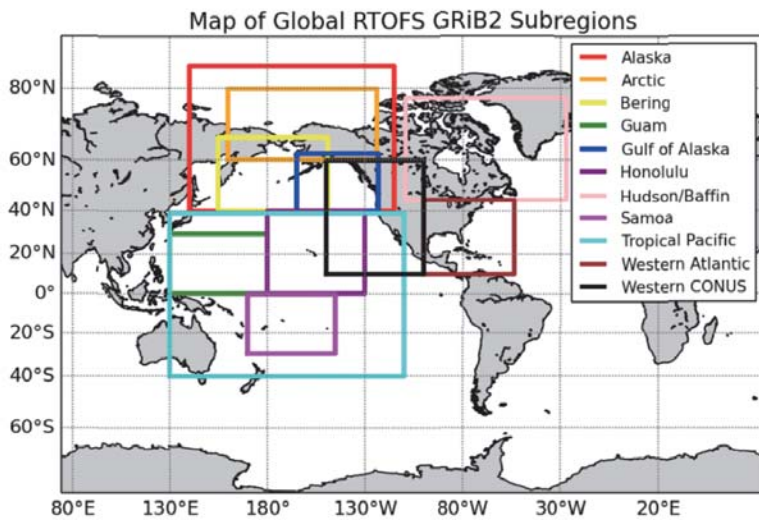 Map of Global RTOFS GRiB2 Subregions
Alaska
Arctic
Bering
Guam
Gulf of Alaska
Honolulu
Hudson/Baffin
Samoa
Tropical Pacific
Western Atlantic
Western CONUS
80°N
60°N
40°N
20°N
0°
20°S
40°S
60°S
80°E 130°E 180° 130°W 80°W 30°W 20°E